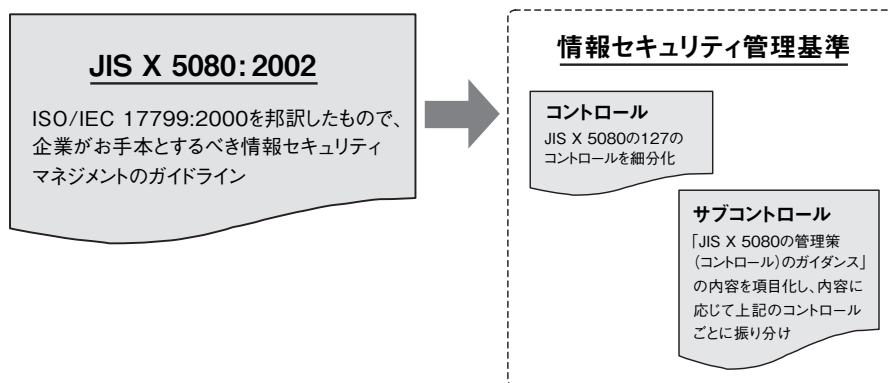 JIS X 5080:2002
ISO/IEC 17799:2000を邦訳したもので、
企業がお手本とするべき情報セキュリティ
マネジメントのガイドライン
情報セキュリティ管理基準
コントロール
JIS X 5080の127の
コントロールを細分化
サブコントロール
「JIS X 5080の管理策
(コントロール)のガイダンス」
の内容を項目化し、内容に
応じて上記のコントロール
ごとに振り分け